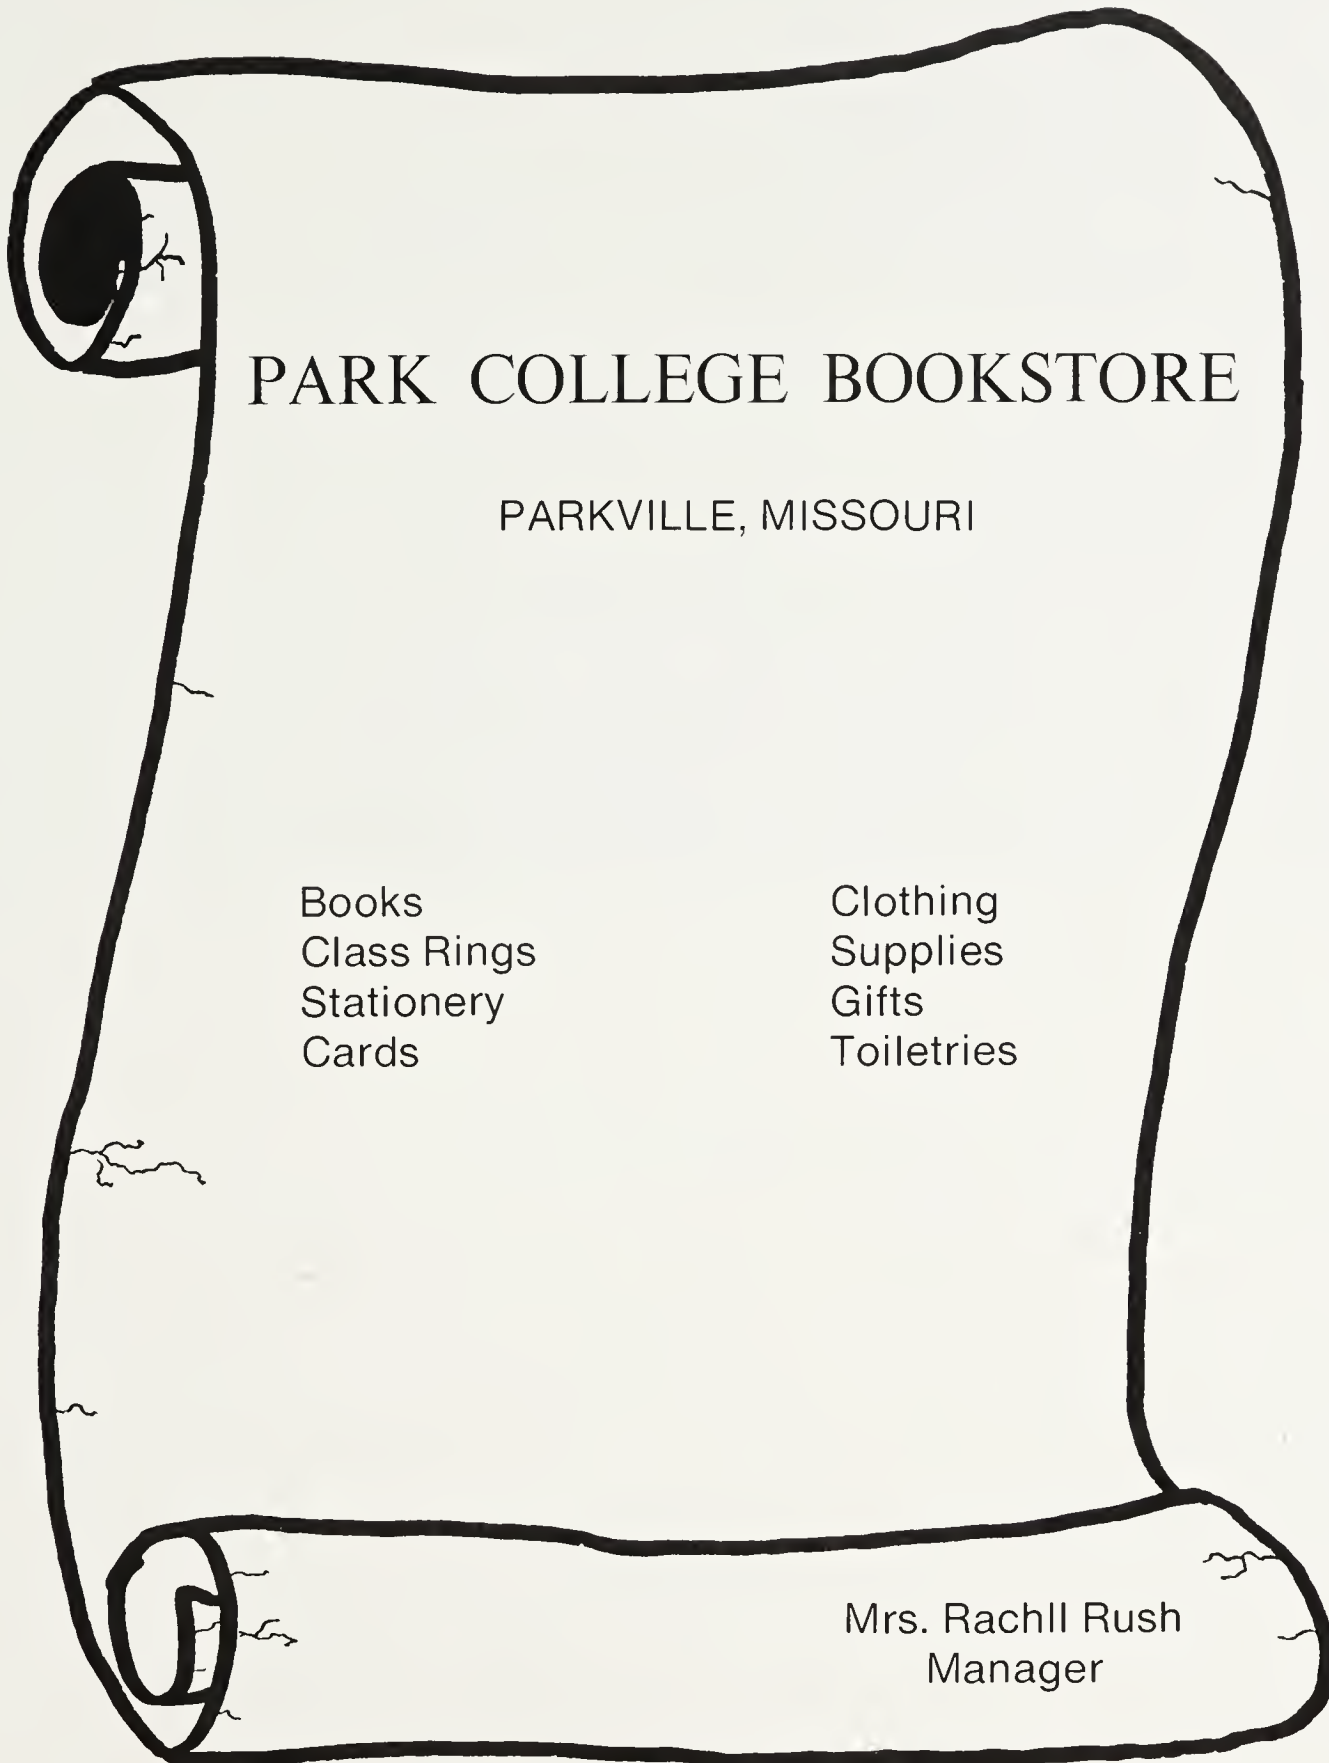 PARK COLLEGE BOOKSTORE
PARKVILLE, MISSOURI
Books
Class Rings
Stationery
Cards
Clothing
Supplies
Gifts
Toiletries
Mrs. Rachll Rush
Manager